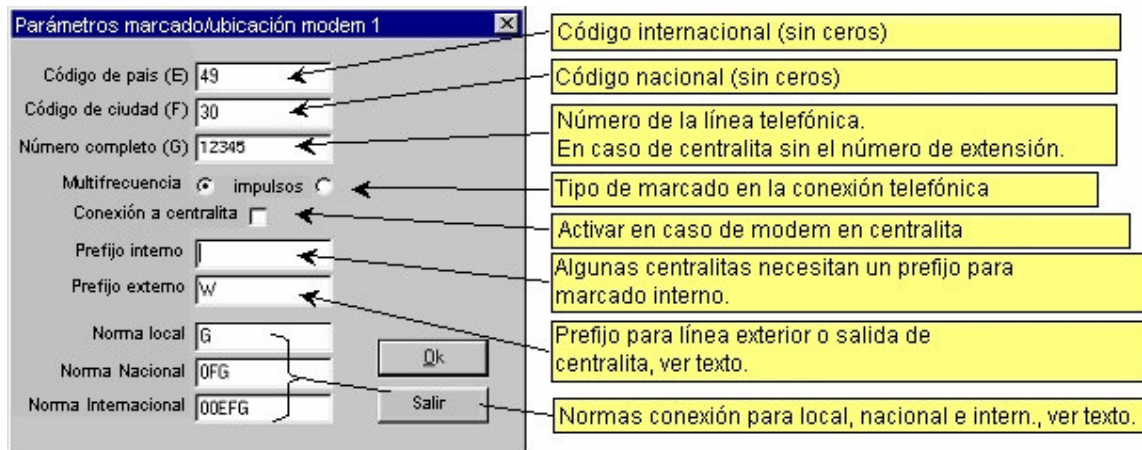 Parámetros marcado/ubicación modem 1
Código de pais (E) 49
Código de ciudad (F) 30
Número completo (G) 12345
Multifrecuencia impulsos
Conexión a centralita
Prefijo interno
Prefijo externo W
Norma local G
Norma Nacional 0FG
Norma Internacional 00EFG
Ok
Salir
Código internacional (sin ceros)
Código nacional (sin ceros)
Número de la línea telefónica.
En caso de centralita sin el número de extensión.
Tipo de marcado en la conexión telefónica
Activar en caso de modem en centralita
Algunas centralitas necesitan un prefijo para
marcado interno.
Prefijo para línea exterior o salida de
centralita, ver texto.
Normas conexión para local, nacional e intern., ver texto.